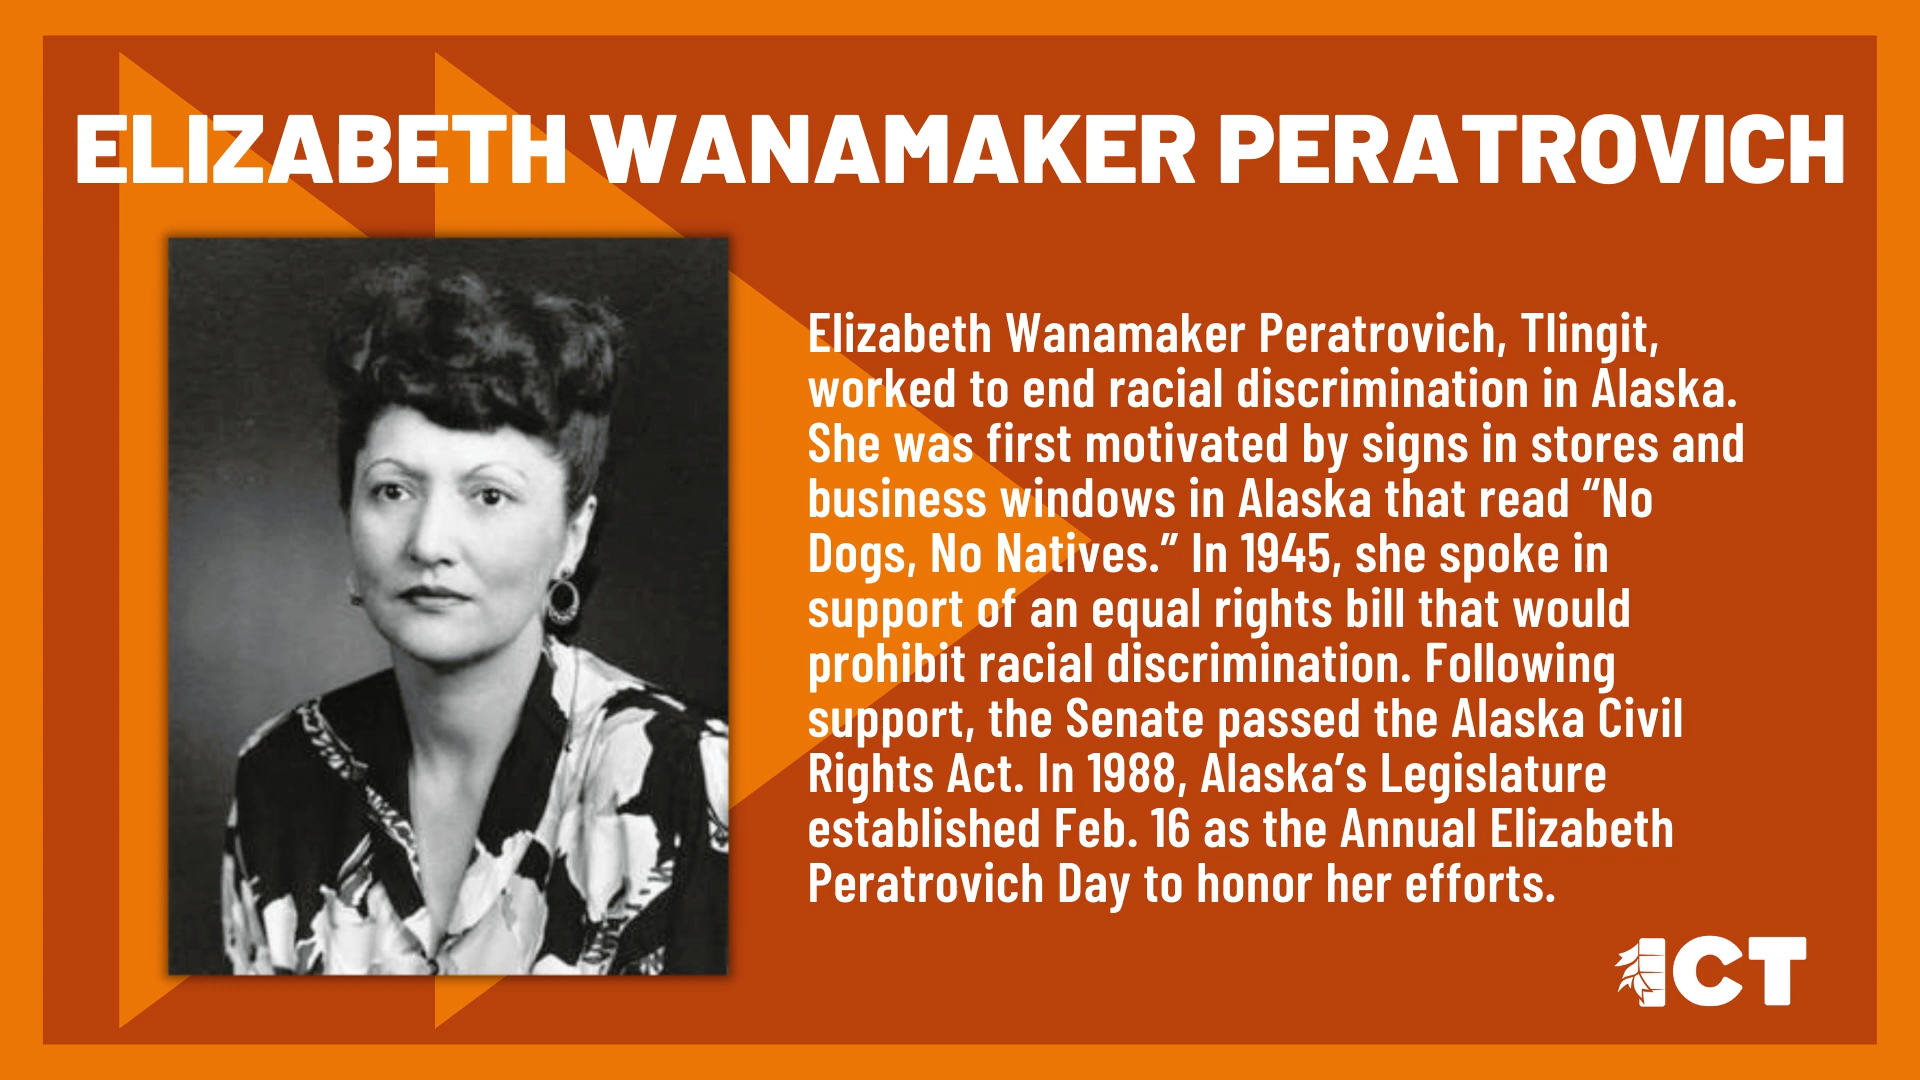 ELIZABETH WANAMAKER PERATROVICH
Elizabeth Wanamaker Peratrovich, Tlingit,
worked to end racial discrimination in Alaska.
She was first motivated by signs in stores and
business windows in Alaska that read “No
Dogs, No Natives.” In 1945, she spoke in
support of an equal rights bill that would
prohibit racial discrimination. Following
support, the Senate passed the Alaska Civil
Rights Act. In 1988, Alaska’s Legislature
established Feb. 16 as the Annual Elizabeth
Peratrovich Day to honor her efforts.
ICT